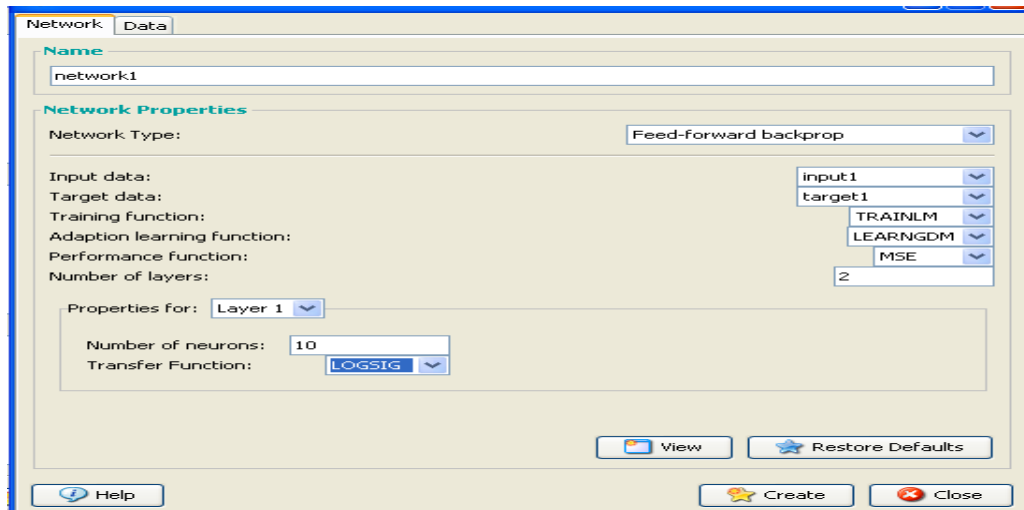 Network Data
Name
network1
Network Properties
Network Type: Feed-forward backprop
Input data: input1
Target data: target1
Training function: TRAINLM
Adaption learning function: LEARNGDM
Performance function: MSE
Number of layers: 2
Properties for: Layer 1
Number of neurons: 10
Transfer Function: LOGSIG
View Restore Defaults
Help Create Close